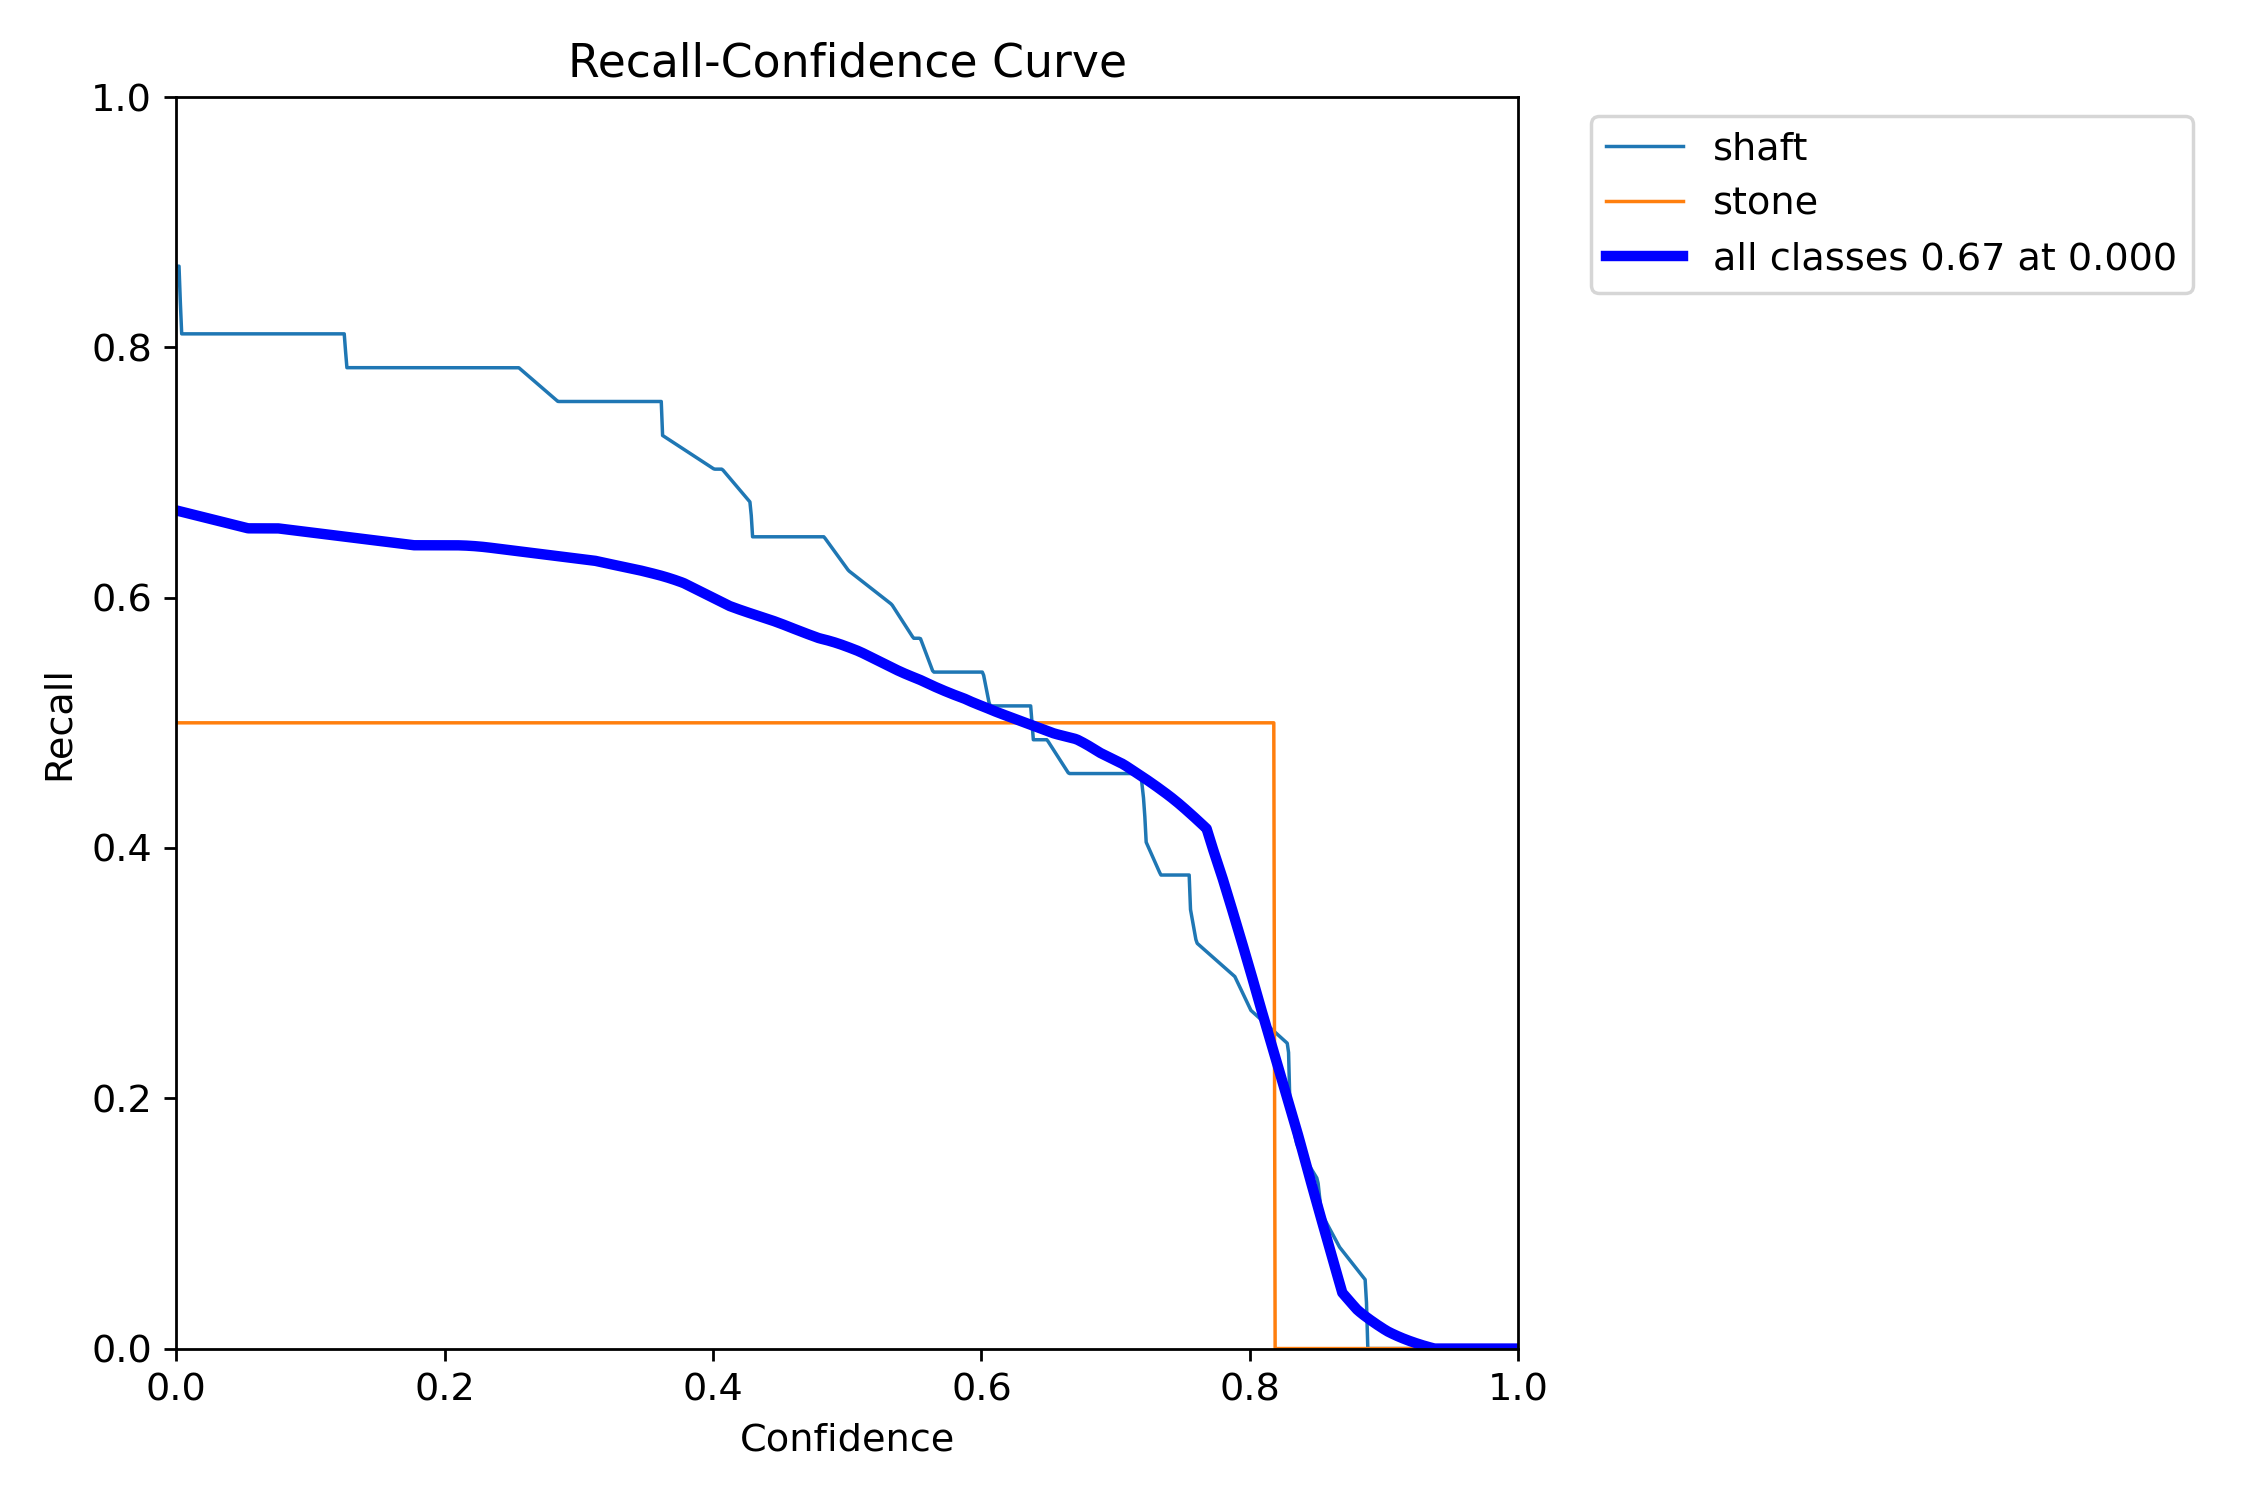 Recall-Confidence Curve
1.0
0.8
0.6
0.4
0.2
0.0
Recall
0.0 0.2 0.4 0.6 0.8 1.0
Confidence
shaft
stone
all classes 0.67 at 0.000